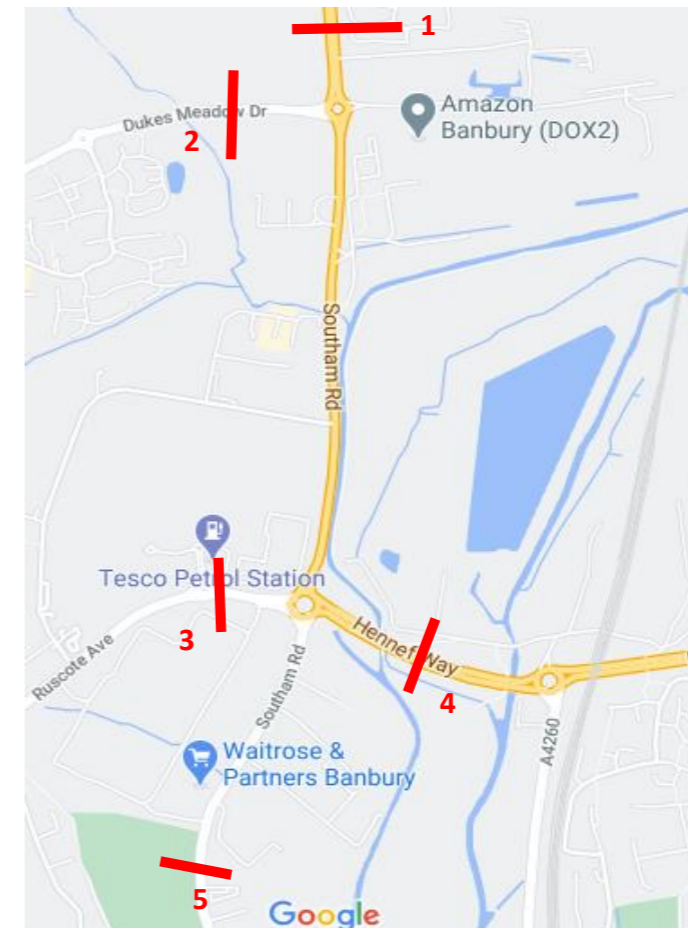 1
Dukes Meadow Dr
2
Amazon
Banbury (DOX2)
Southam Rd
Tesco Petrol Station
3
Ruscote Ave
Hennef Way
4
Southam Rd
A4260
Waitrose &
Partners Banbury
5
Google